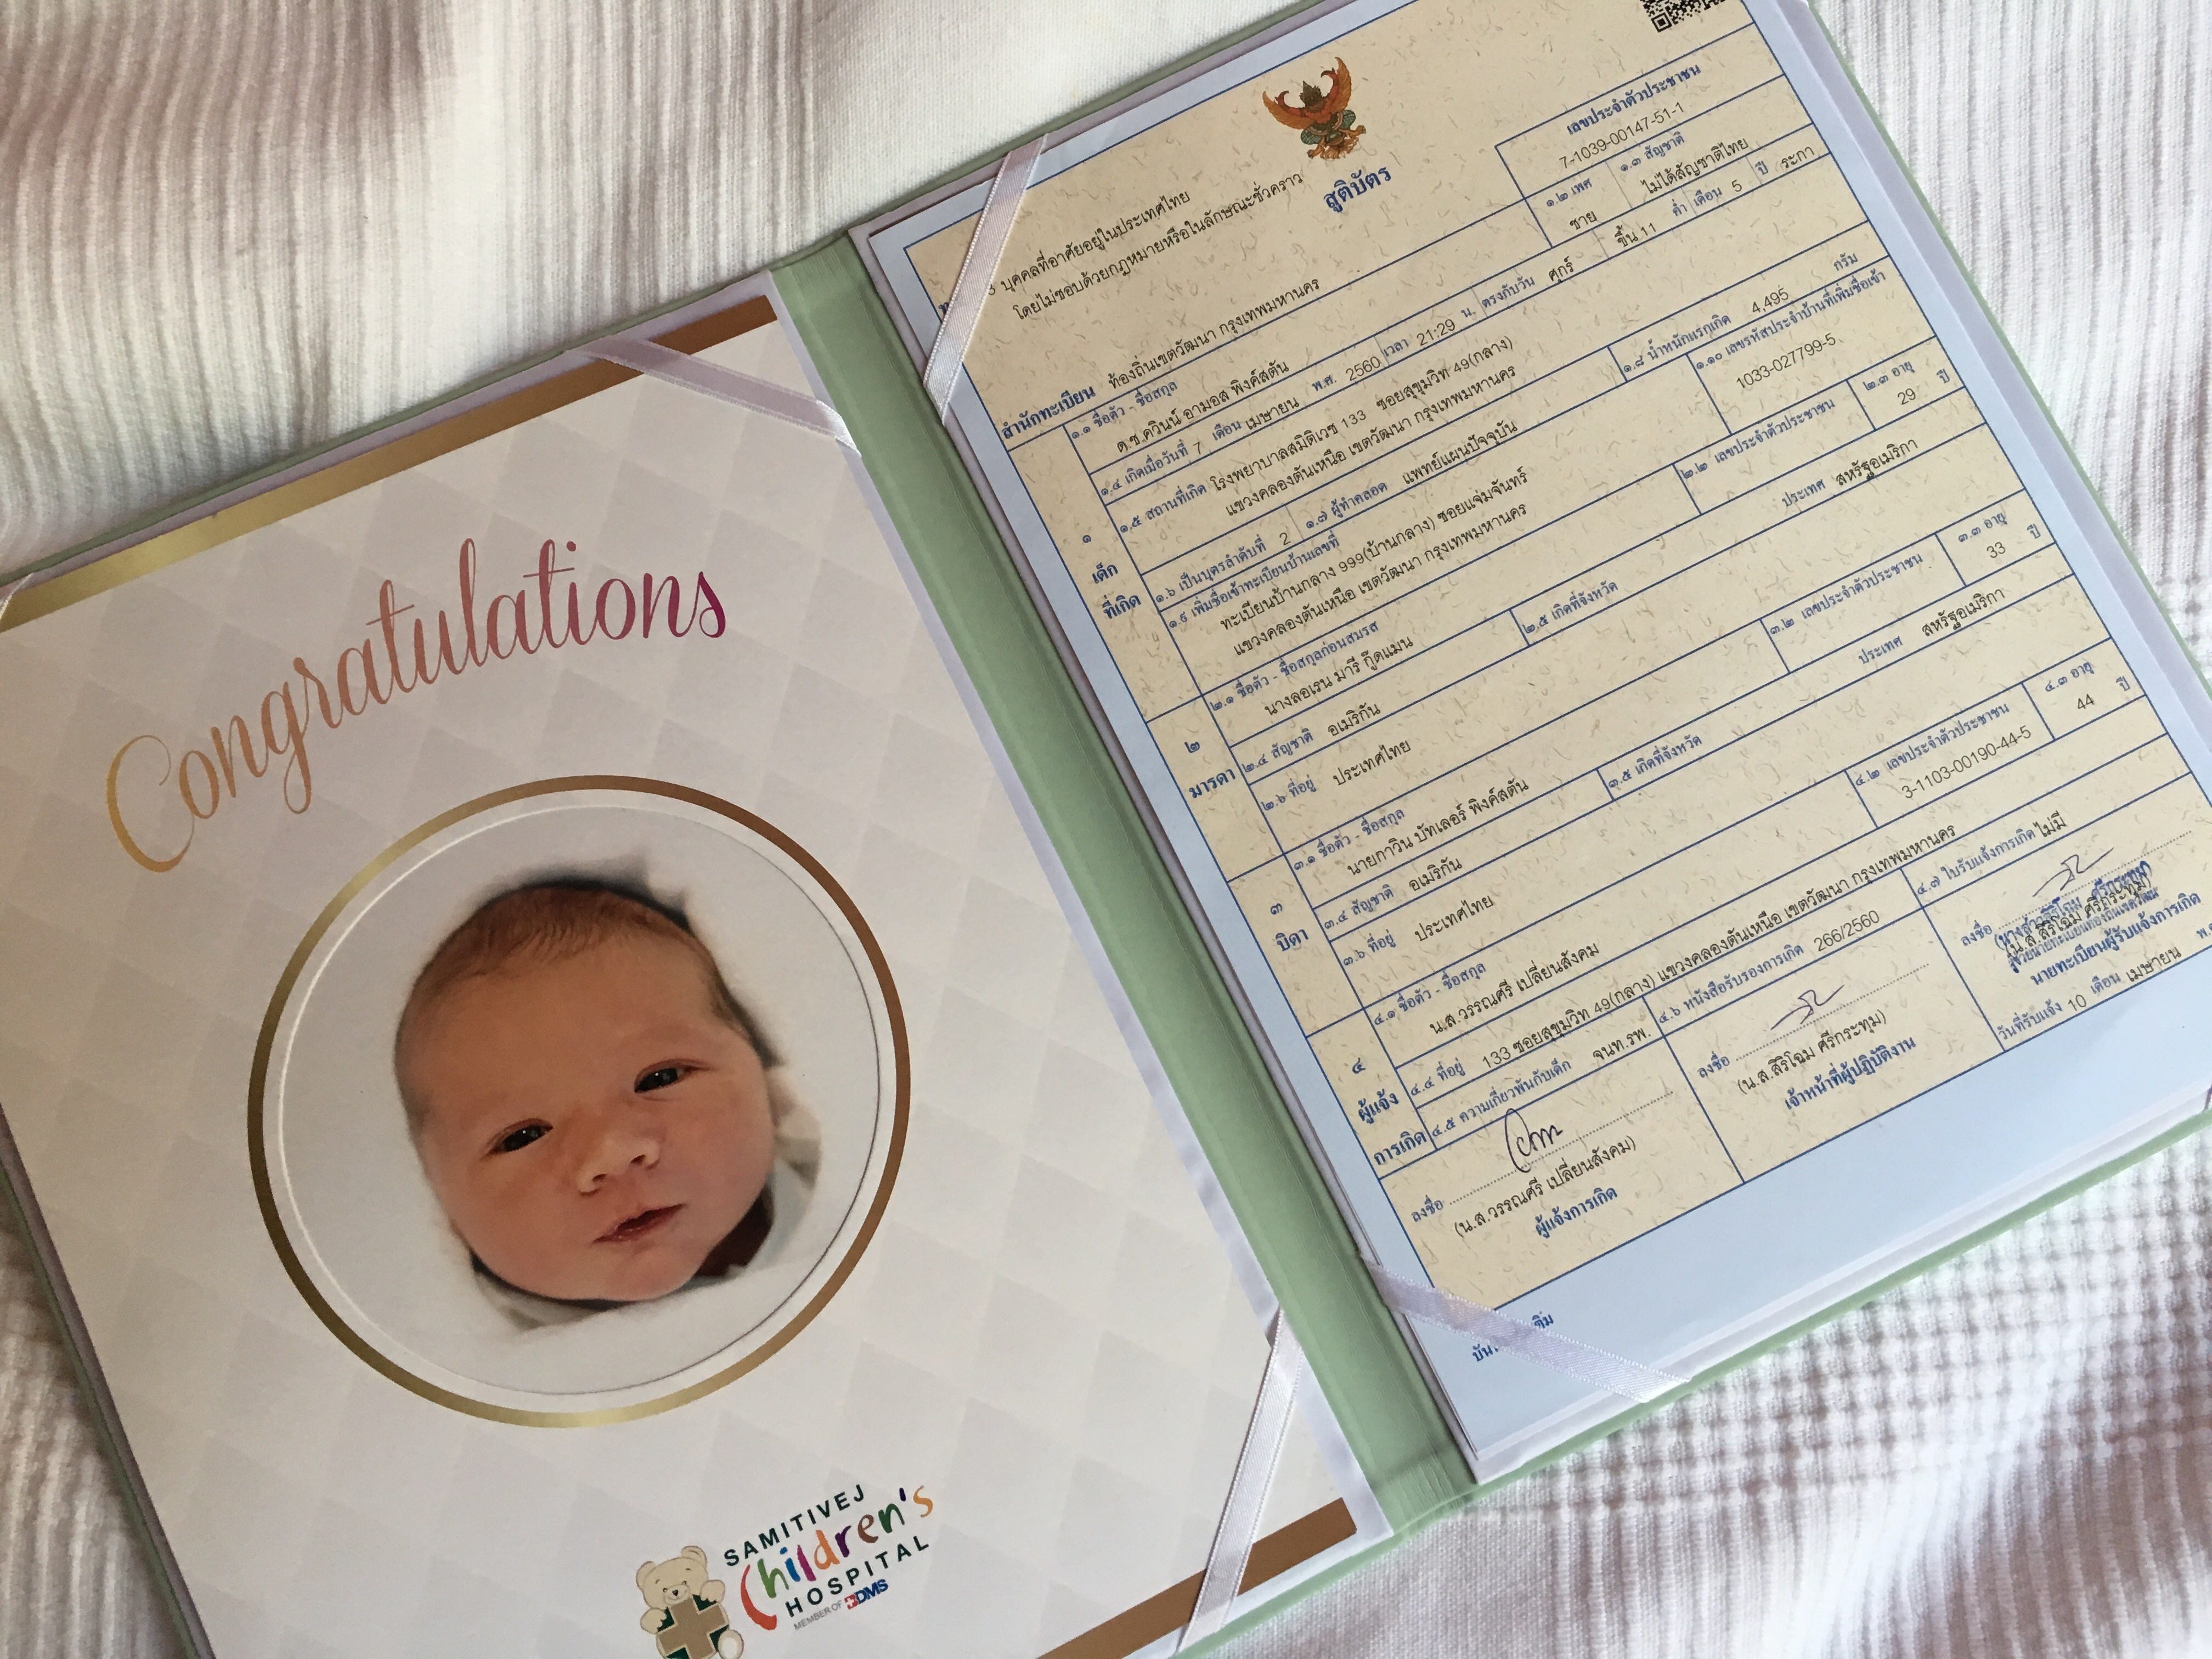 Congratulations
SAMITIVEJ
Children's
HOSPITAL
MEMBER OF BDMS
สูติบัตร
3 บุคคลที่อาศัยอยู่ในประเทศไทย
โดยไม่ชอบด้วยกฎหมายหรือในลักษณะชั่วคราว
เลขประจำตัวประชาชน
7-1039-00147-51-1
สำนักทะเบียน ท้องถิ่นเขตวัฒนา กรุงเทพมหานคร
๑.๑ ชื่อตัว - ชื่อสกุล
ด.ช.ควินน์ อามอส พิงค์สตัน
๑.๒ เพศ
ชาย
๑.๓ สัญชาติ
ไม่ได้สัญชาติไทย
๑.๔ เกิดเมื่อวันที่ 7 เดือน เมษายน พ.ศ. 2560 เวลา 21:29 น. ตรงกับวัน ศุกร์ ขึ้น 11 ค่ำ เดือน 5 ปี ระกา
๑.๕ สถานที่เกิด โรงพยาบาลสมิติเวช 133 ซอยสุขุมวิท 49(กลาง)
แขวงคลองตันเหนือ เขตวัฒนา กรุงเทพมหานคร
๑
เด็ก
ที่เกิด
๑.๖ เป็นบุตรลำดับที่ 2 ๑.๗ ผู้ทำคลอด แพทย์แผนปัจจุบัน
๑.๘ น้ำหนักแรกเกิด 4,495 กรัม
๑.๙ เพิ่มชื่อเข้าทะเบียนบ้านเลขที่
ทะเบียนบ้านกลาง 999(บ้านกลาง) ซอยแจ่มจันทร์
แขวงคลองตันเหนือ เขตวัฒนา กรุงเทพมหานคร
๑.๑๐ เลขรหัสประจำบ้านที่เพิ่มชื่อเข้า
1033-027799-5
๒
มารดา
๒.๑ ชื่อตัว - ชื่อสกุลก่อนสมรส
นางลอเรน มารี กู๊ดแมน
๒.๒ เลขประจำตัวประชาชน
๒.๓ อายุ
29 ปี
๒.๔ สัญชาติ อเมริกัน
๒.๕ เกิดที่จังหวัด
ประเทศ สหรัฐอเมริกา
๒.๖ ที่อยู่ ประเทศไทย
๓
บิดา
๓.๑ ชื่อตัว - ชื่อสกุล
นายกาวิน บัทเลอร์ พิงค์สตัน
๓.๒ เลขประจำตัวประชาชน
๓.๓ อายุ
33 ปี
๓.๔ สัญชาติ อเมริกัน
๓.๕ เกิดที่จังหวัด
ประเทศ สหรัฐอเมริกา
๓.๖ ที่อยู่ ประเทศไทย
๔
ผู้แจ้ง
การเกิด
๔.๑ ชื่อตัว - ชื่อสกุล
น.ส.วรรณศรี เปลี่ยนสังคม
๔.๒ เลขประจำตัวประชาชน
3-1103-00190-44-5
๔.๓ อายุ
44 ปี
๔.๔ ที่อยู่ 133 ซอยสุขุมวิท 49(กลาง) แขวงคลองตันเหนือ เขตวัฒนา กรุงเทพมหานคร
๔.๕ ความเกี่ยวพันกับเด็ก จนท.รพ.
๔.๖ หนังสือรับรองการเกิด 266/2560
๔.๗ ใบรับแจ้งการเกิด ไม่มี
ลงชื่อ
(น.ส.วรรณศรี เปลี่ยนสังคม)
ผู้แจ้งการเกิด
ลงชื่อ
(น.ส.สิริโฉม ศรีกระทุม)
เจ้าหน้าที่ผู้ปฏิบัติงาน
ลงชื่อ
(น.ส.สิริโฉม ศรีกระทุม)
นายทะเบียนผู้รับแจ้งการเกิด
วันที่รับแจ้ง 10 เดือน เมษายน